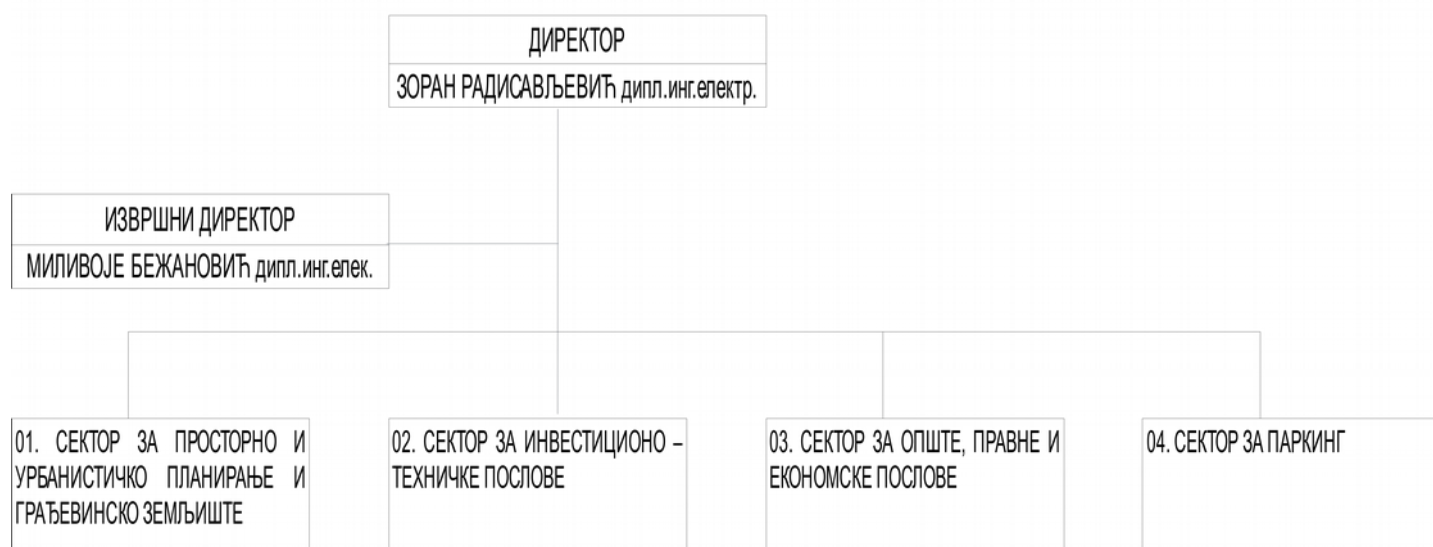 ДИРЕКТОР
ЗОРАН РАДИСАВЉЕВИЋ дипл.инг.електр.
ИЗВРШНИ ДИРЕКТОР
МИЛИВОЈЕ БЕЖАНОВИЋ дипл.инг.елек.
01. СЕКТОР ЗА ПРОСТОРНО И
УРБАНИСТИЧКО ПЛАНИРАЊЕ И
ГРАЂЕВИНСКО ЗЕМЉИШТЕ
02. СЕКТОР ЗА ИНВЕСТИЦИОНО –
ТЕХНИЧКЕ ПОСЛОВЕ
03. СЕКТОР ЗА ОПШТЕ, ПРАВНЕ И
ЕКОНОМСКЕ ПОСЛОВЕ
04. СЕКТОР ЗА ПАРКИНГ